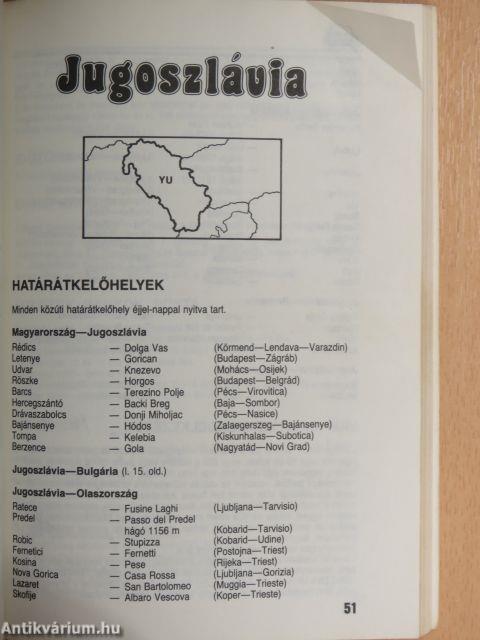 Jugoszlávia
YU
HATÁRÁTKELŐHELYEK
Minden közúti határátkelőhely éjjel-nappal nyitva tart.
Magyarország—Jugoszlávia
Rédics — Dolga Vas (Körmend—Lendava—Varazdin)
Letenye — Gorican (Budapest—Zágráb)
Udvar — Knezevo (Mohács—Osijek)
Röszke — Horgos (Budapest—Belgrád)
Barcs — Terezino Polje (Pécs—Virovitica)
Hercegszántó — Backi Breg (Baja—Sombor)
Drávaszabolcs — Donji Miholjac (Pécs—Nasice)
Bajánsenye — Hódos (Zalaegerszeg—Bajánsenye)
Tompa — Kelebia (Kiskunhalas—Subotica)
Berzence — Gola (Nagyatád—Novi Grad)
Jugoszlávia—Bulgária (l. 15. old.)
Jugoszlávia—Olaszország
Ratece — Fusine Laghi (Ljubljana—Tarvisio)
Predel — Passo del Predel
hágó 1156 m (Kobarid—Tarvisio)
Robic — Stupizza (Kobarid—Udine)
Fernetici — Fernetti (Postojna—Triest)
Kosina — Pese (Rijeka—Triest)
Nova Gorica — Casa Rossa (Ljubljana—Gorizia)
Lazaret — San Bartolomeo (Muggia—Trieste)
Skofije — Albaro Vescova (Koper—Trieste)
51
Antikvárium.hu